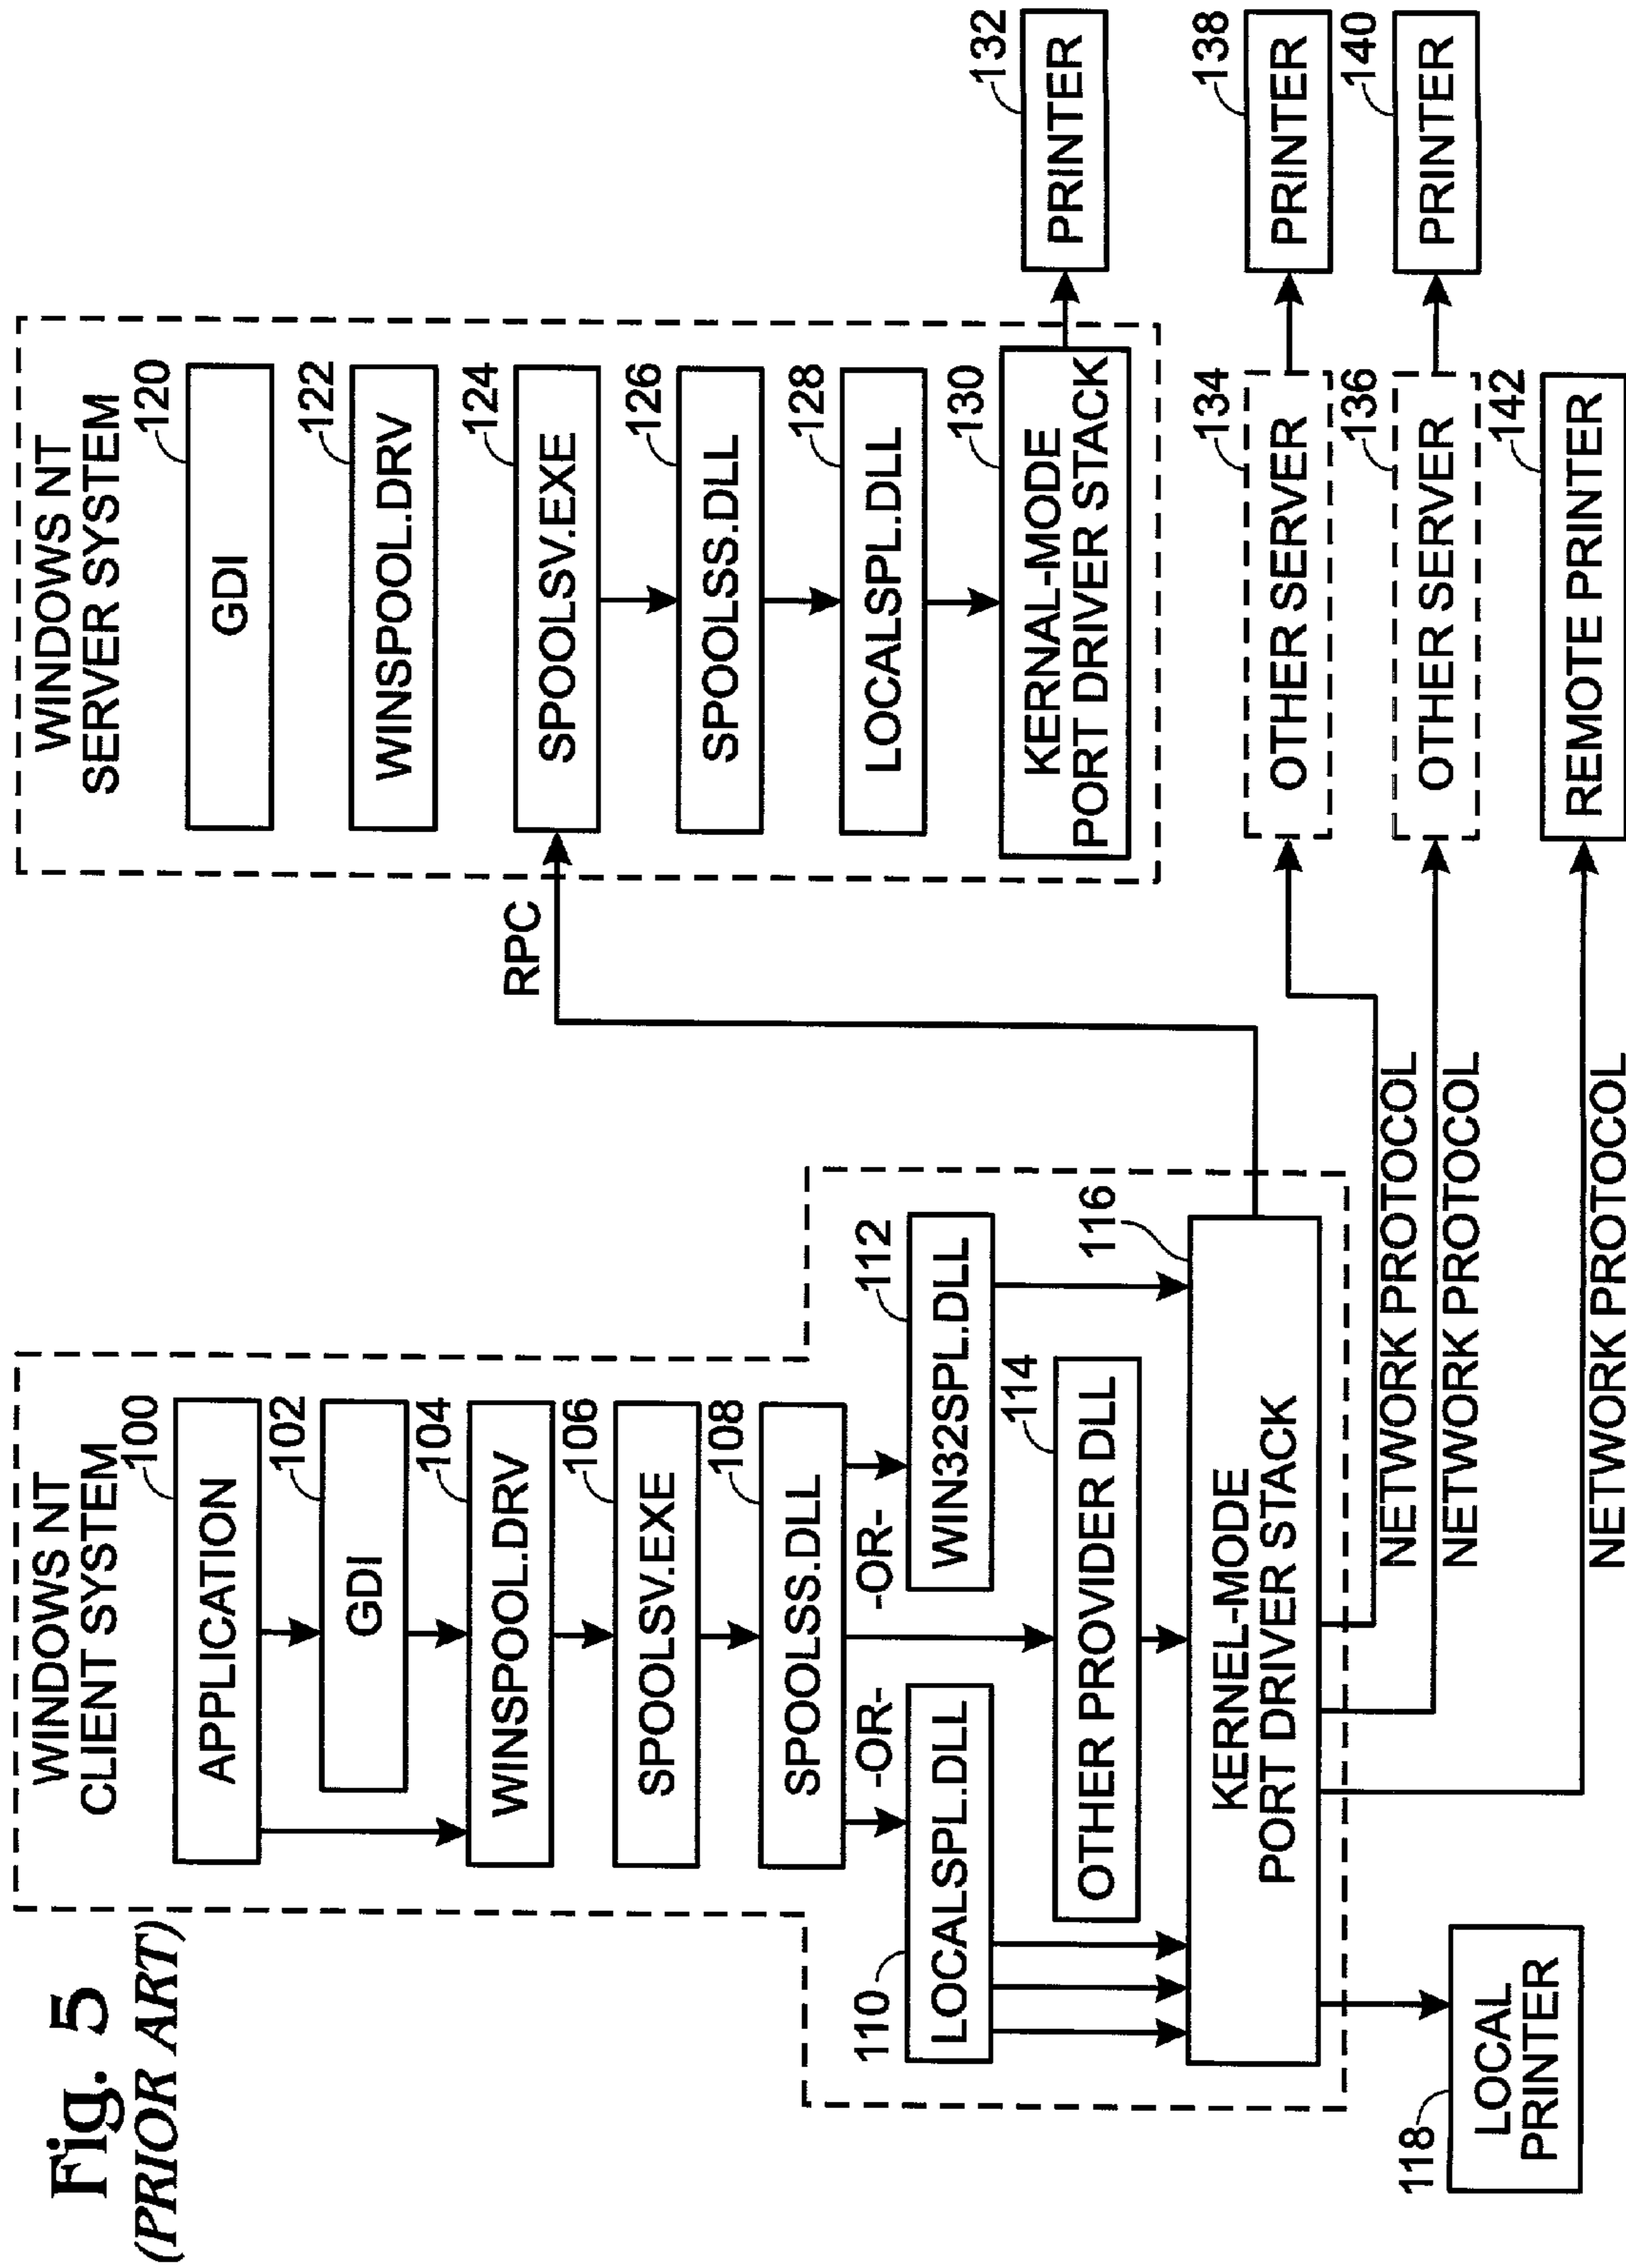 Fig. 5
(PRIOR ART)
WINDOWS NT
CLIENT SYSTEM
100
APPLICATION
102
GDI
104
WINSPOOL.DRV
106
SPOOLSV.EXE
108
SPOOLSS.DLL
-OR-
-OR-
110
LOCALSPL.DLL
112
WIN32SPL.DLL
114
OTHER PROVIDER DLL
116
KERNEL-MODE
PORT DRIVER STACK
118
LOCAL
PRINTER
RPC
NETWORK PROTOCOL
NETWORK PROTOCOL
NETWORK PROTOCOL
WINDOWS NT
SERVER SYSTEM
120
GDI
122
WINSPOOL.DRV
124
SPOOLSV.EXE
126
SPOOLSS.DLL
128
LOCALSPL.DLL
130
KERNAL-MODE
PORT DRIVER STACK
132
PRINTER
134
OTHER SERVER
138
PRINTER
136
OTHER SERVER
140
PRINTER
142
REMOTE PRINTER